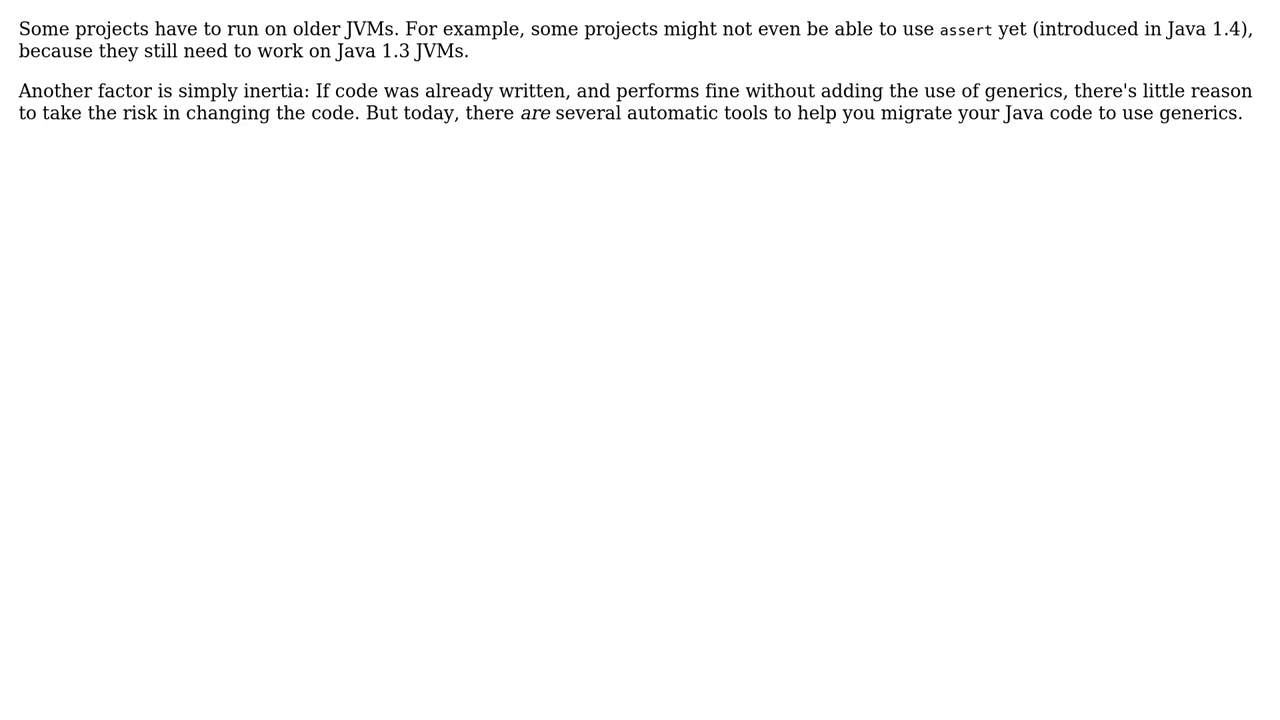 Some projects have to run on older JVMs. For example, some projects might not even be able to use assert yet (introduced in Java 1.4),
because they still need to work on Java 1.3 JVMs.
Another factor is simply inertia: If code was already written, and performs fine without adding the use of generics, there's little reason
to take the risk in changing the code. But today, there are several automatic tools to help you migrate your Java code to use generics.